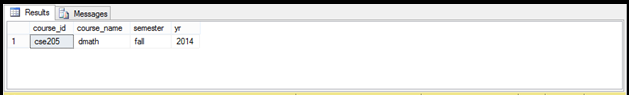 Results Messages
course_id course_name semester yr
1 cse205 dmath fall 2014